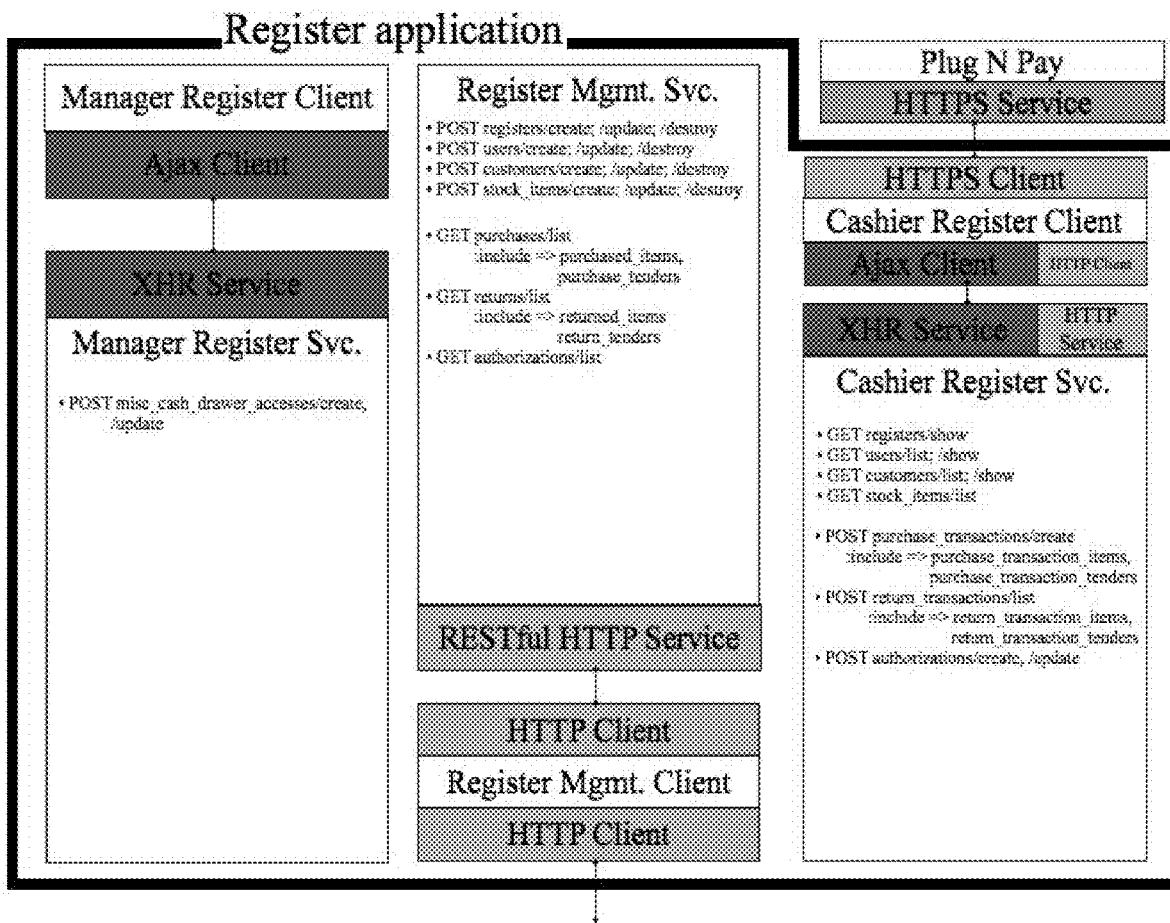 Register application
Manager Register Client
Ajax Client
XHR Service
Manager Register Svc.
• POST misc_cash_drawer_accesses/create,
/update
Register Mgmt. Svc.
• POST registers/create; /update; /destroy
• POST users/create; /update; /destroy
• POST customers/create; /update; /destroy
• POST stock_items/create; /update; /destroy
• GET purchases/list
:include => purchased_items,
purchase_tenders
• GET returns/list
:include => returned_items
return_tenders
• GET authorizations/list
RESTful HTTP Service
HTTP Client
Register Mgmt. Client
HTTP Client
Plug N Pay
HTTPS Service
HTTPS Client
Cashier Register Client
Ajax Client
HTTP Client
XHR Service
HTTP
Service
Cashier Register Svc.
• GET registers/show
• GET users/list; /show
• GET customers/list; /show
• GET stock_items/list
• POST purchase_transactions/create
:include => purchase_transaction_items,
purchase_transaction_tenders
• POST return_transactions/list
:include => return_transaction_items,
return_transaction_tenders
• POST authorizations/create, /update